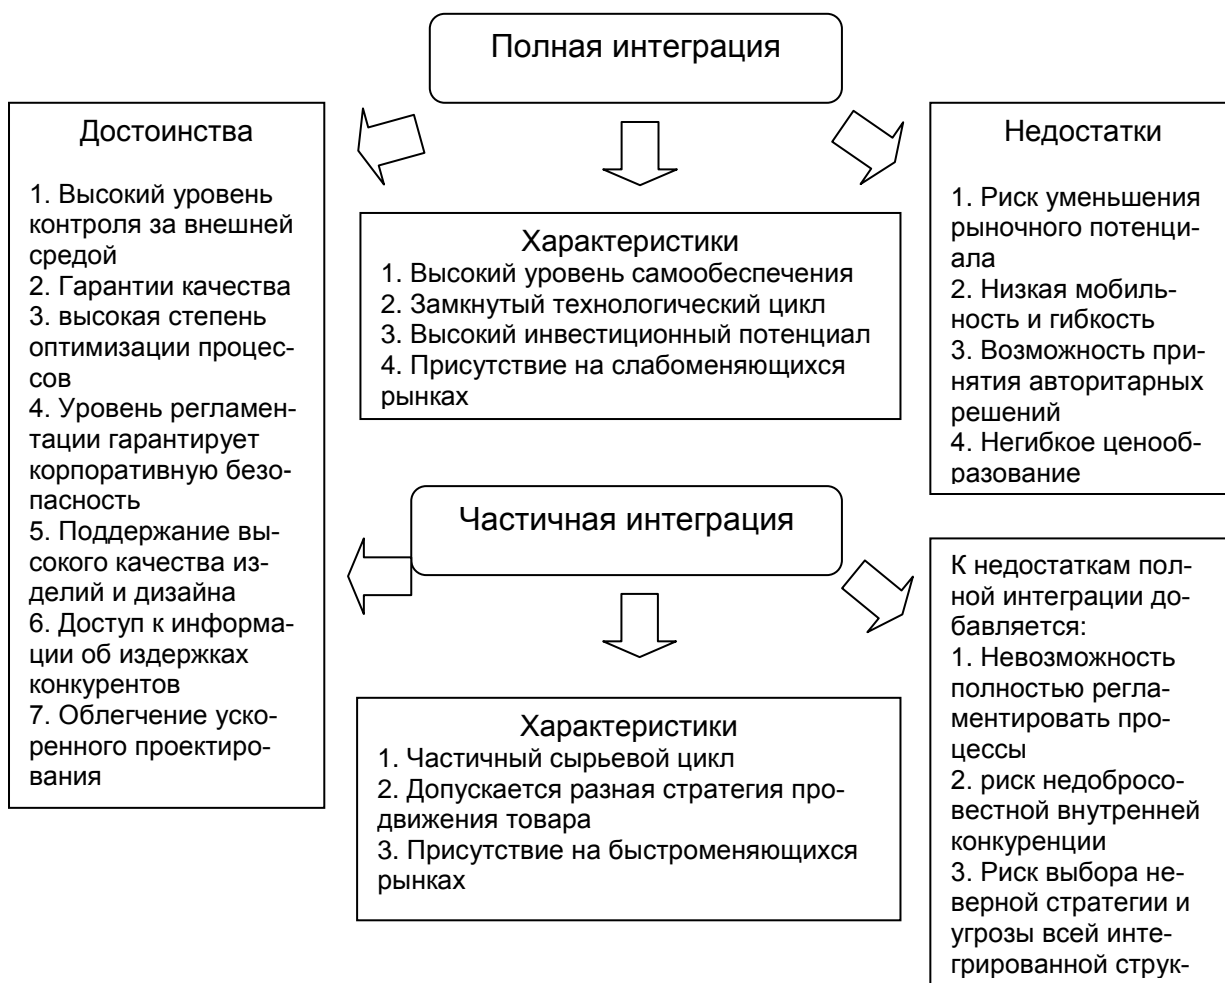 Полная интеграция
Достоинства
1. Высокий уровень
контроля за внешней
средой
2. Гарантии качества
3. высокая степень
оптимизации процес-
сов
4. Уровень регламен-
тации гарантирует
корпоративную безо-
пасность
5. Поддержание вы-
сокого качества из-
делий и дизайна
6. Доступ к информа-
ции об издержках
конкурентов
7. Облегчение уско-
ренного проектиро-
вания
Характеристики
1. Высокий уровень самообеспечения
2. Замкнутый технологический цикл
3. Высокий инвестиционный потенциал
4. Присутствие на слабоменяющихся
рынках
Недостатки
1. Риск уменьшения
рыночного потенци-
ала
2. Низкая мобиль-
ность и гибкость
3. Возможность при-
нятия авторитарных
решений
4. Негибкое ценооб-
разование
Частичная интеграция
Характеристики
1. Частичный сырьевой цикл
2. Допускается разная стратегия про-
движения товара
3. Присутствие на быстроменяющихся
рынках
К недостаткам пол-
ной интеграции до-
бавляется:
1. Невозможность
полностью регла-
ментировать про-
цессы
2. риск недобросо-
вестной внутренней
конкуренции
3. Риск выбора не-
верной стратегии и
угрозы всей инте-
грированной струк-